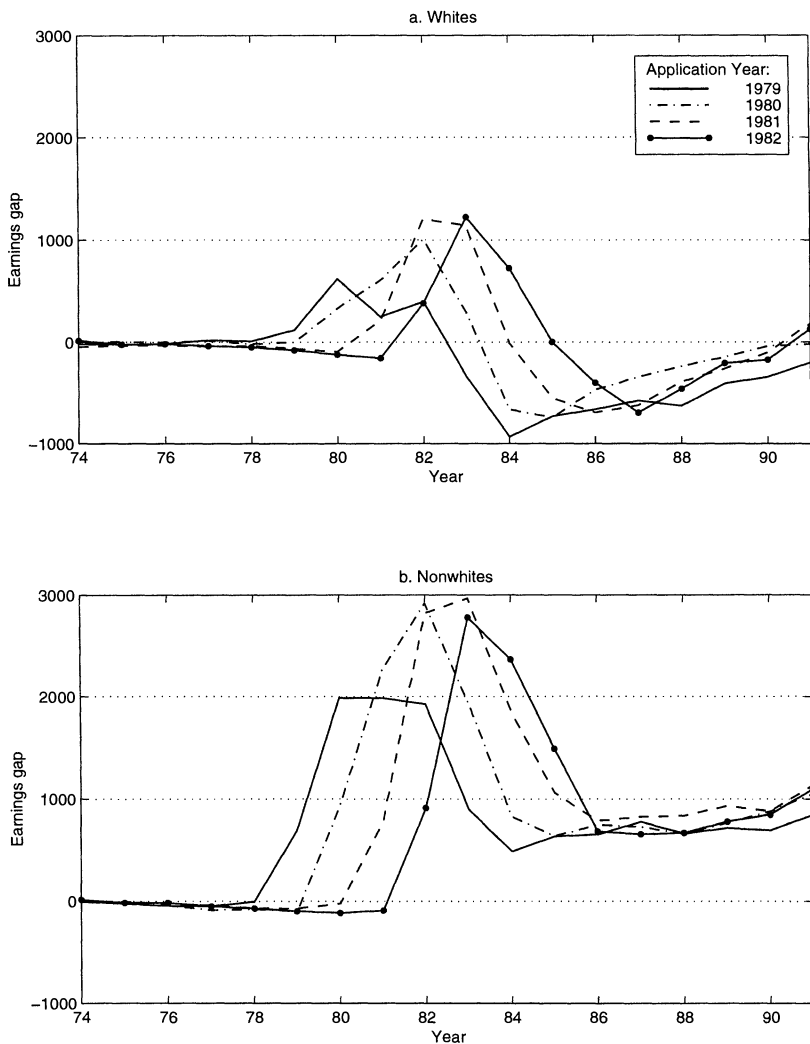 a. Whites
3000
2000
1000
0
−1000
Earnings gap
Application Year:
1979
1980
1981
1982
74 76 78 80 82 84 86 88 90
Year
b. Nonwhites
3000
2000
1000
0
−1000
Earnings gap
74 76 78 80 82 84 86 88 90
Year